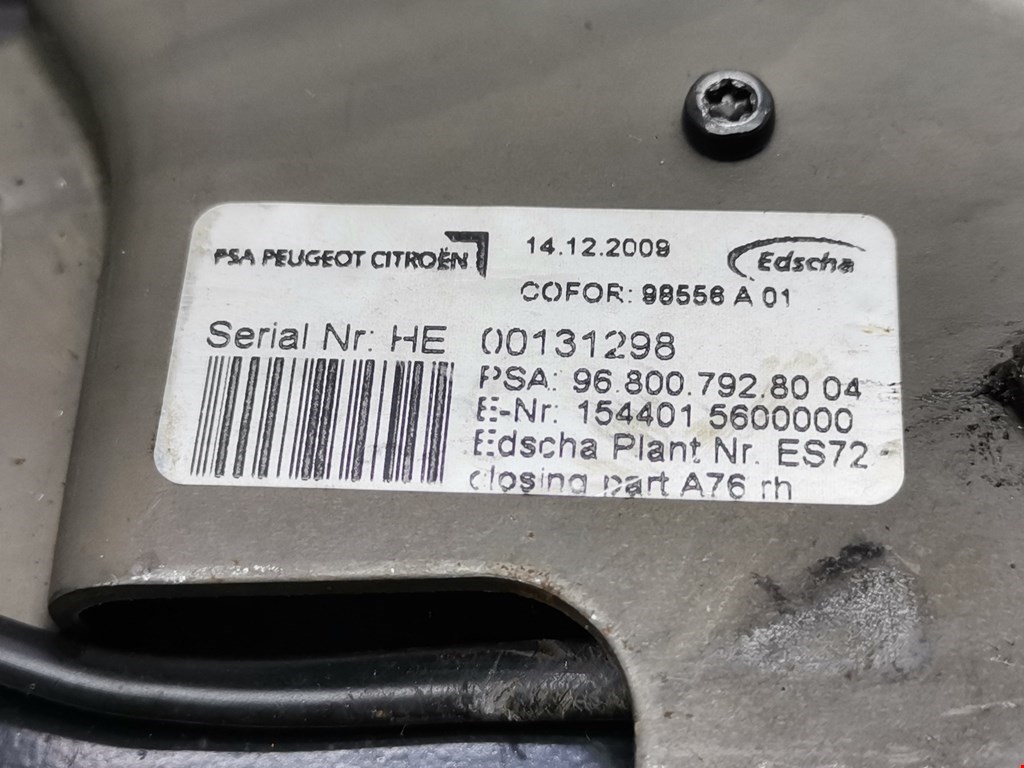 PSA PEUGEOT CITROËN
14.12.2009
Edscha
COFOR: 98556 A 01
Serial Nr: HE 00131298
PSA: 96.800.792.80 04
E-Nr: 154401 5600000
Edscha Plant Nr. ES72
closing part A76 rh